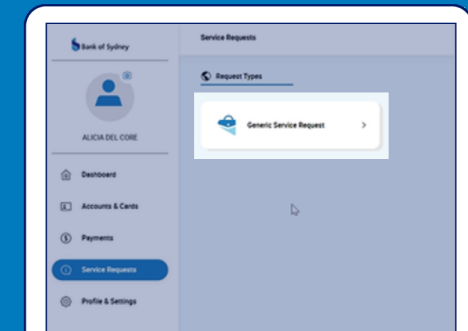 Bank of Sydney
Service Requests
Request Types
ALICIA DEL CORE
Generic Service Request
Dashboard
Accounts & Cards
Payments
Service Requests
Profile & Settings